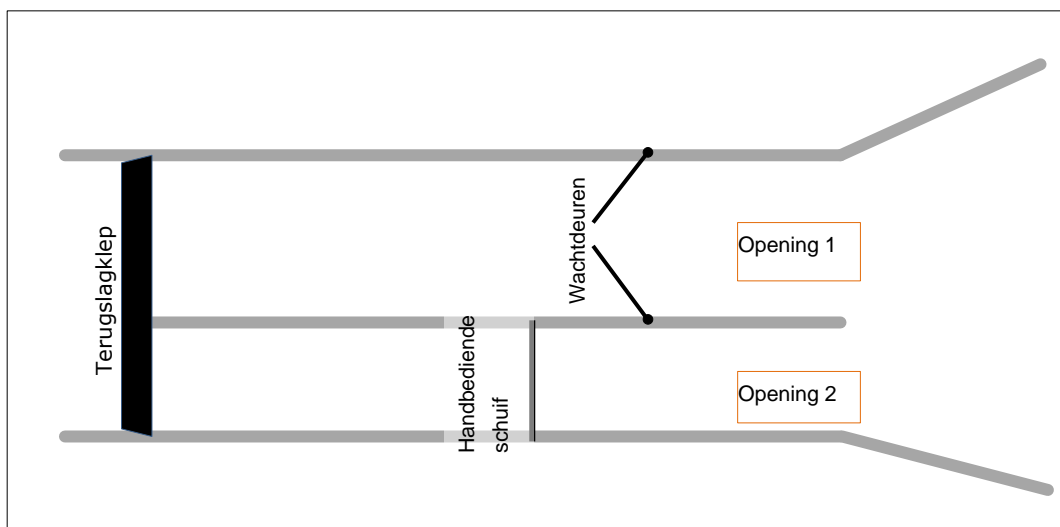 Terugslagklep
Handbediende
schuif
Wachtdeuren
Opening 1
Opening 2